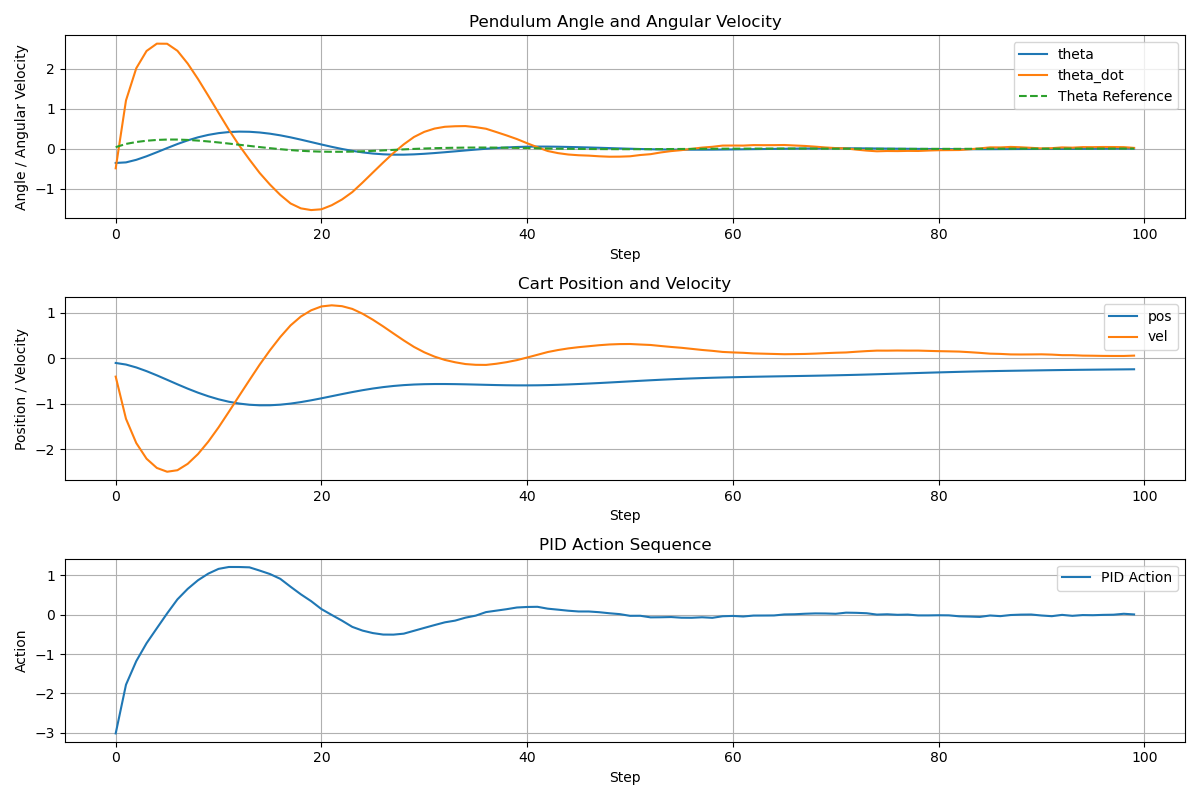 Pendulum Angle and Angular Velocity
Angle / Angular Velocity
2
1
0
−1
theta
theta_dot
Theta Reference
0 20 40 60 80 100
Step
Cart Position and Velocity
Position / Velocity
1
0
−1
−2
pos
vel
0 20 40 60 80 100
Step
PID Action Sequence
Action
1
0
−1
−2
−3
PID Action
0 20 40 60 80 100
Step